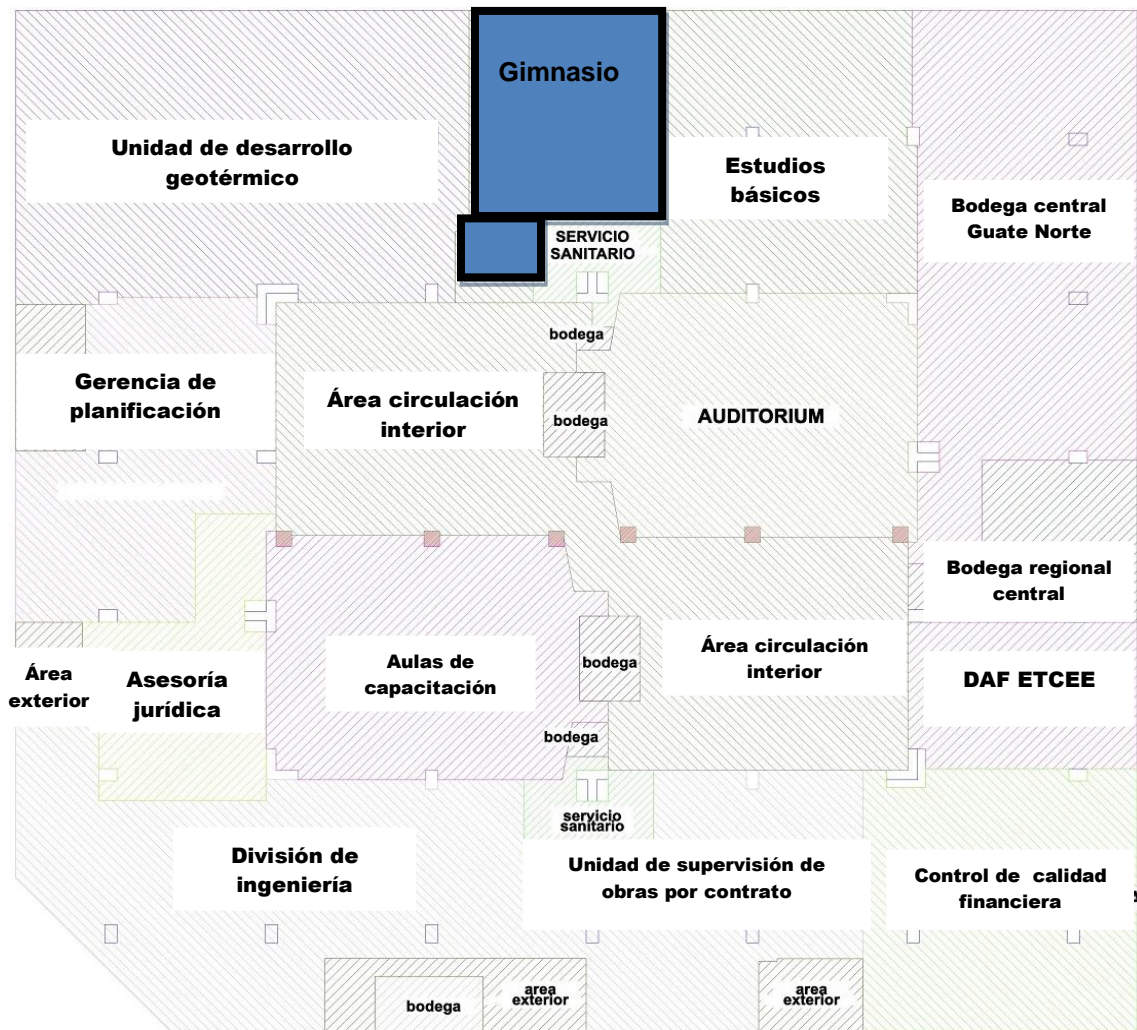 Gimnasio
Unidad de desarrollo
geotérmico
Estudios
básicos
Bodega central
Guate Norte
SERVICIO
SANITARIO
bodega
Gerencia de
planificación
Área circulación
interior
bodega
AUDITORIUM
Bodega regional
central
Área
exterior
Asesoría
jurídica
Aulas de
capacitación
bodega
Área circulación
interior
DAF ETCEE
bodega
servicio
sanitario
División de
ingeniería
Unidad de supervisión de
obras por contrato
Control de calidad
financiera
bodega
area
exterior
area
exterior